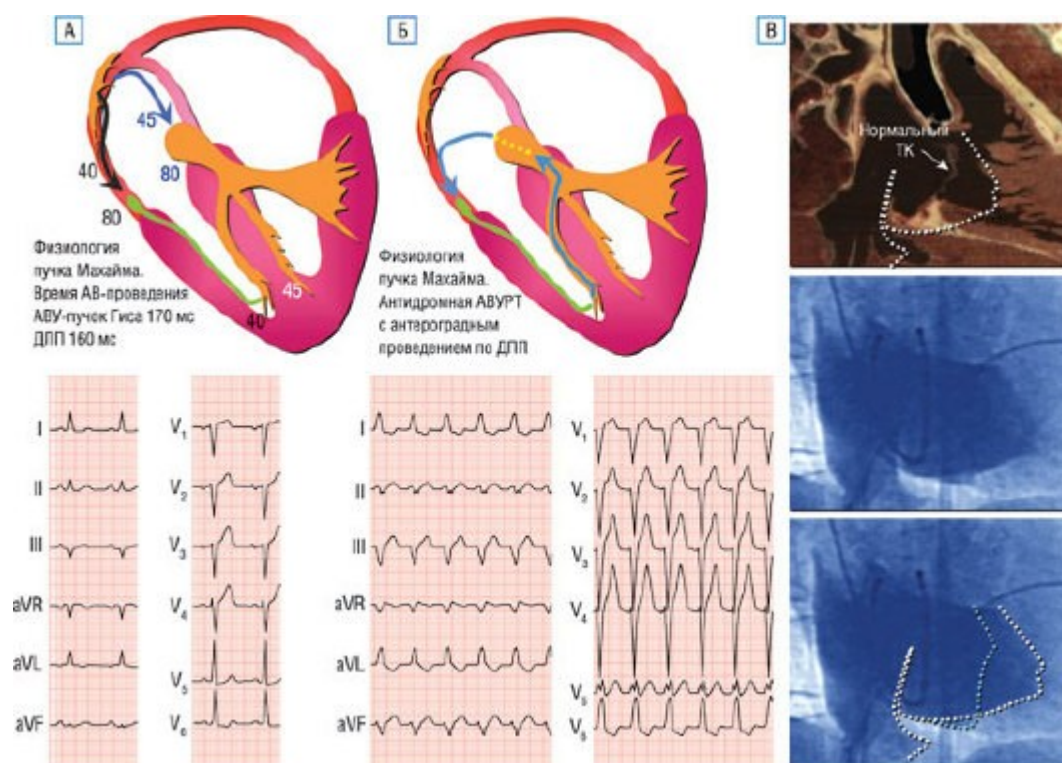 А
Б
В
45
40
80
80
45
40
Физиология
пучка Махайма.
Время АВ-проведения
АВУ-пучок Гиса 170 мс
ДПП 160 мс
Физиология
пучка Махайма.
Антидромная АВУРТ
с антероградным
проведением по ДПП
Нормальный
ТК
I
II
III
aVR
aVL
aVF
V1
V2
V3
V4
V5
V6
I
II
III
aVR
aVL
aVF
V1
V2
V3
V4
V5
V5